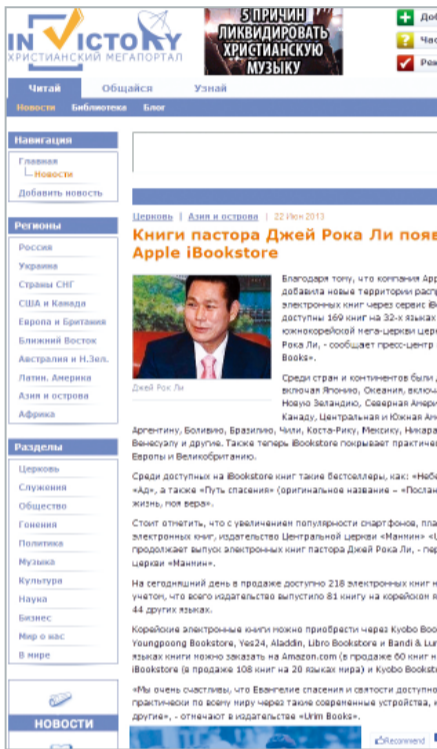 IN VICTORY
ХРИСТИАНСКИЙ МЕГАПОРТАЛ
5 ПРИЧИН
ЛИКВИДИРОВАТЬ
ХРИСТИАНСКУЮ
МУЗЫКУ
Доб
Час
Рек
Читай Общайся Узнай
Новости Библиотека Блог
Навигация
Главная
Новости
Добавить новость
Регионы
Россия
Украина
Страны СНГ
США и Канада
Европа и Британия
Ближний Восток
Австралия и Н.Зел.
Латин. Америка
Азия и острова
Африка
Разделы
Церковь
Служения
Общество
Гонения
Политика
Музыка
Культура
Наука
Бизнес
Мир о нас
В мире
НОВОСТИ
Церковь | Азия и острова | 22 Июн 2013
Книги пастора Джей Рока Ли появ
Apple iBookstore
Джей Рок Ли
Благодаря тому, что компания App
добавила новые территории расп
электронных книг через сервис iB
доступны 169 книг на 32-х языках
южнокорейской мега-церкви церк
Рока Ли, - сообщает пресс-центр
Books».
Среди стран и континентов были
включая Японию, Океания, включ
Новую Зеландию, Северная Амери
Канаду, Центральная и Южная Ам
Аргентину, Боливию, Бразилию, Чили, Коста-Рику, Мексику, Никара
Венесуэлу и другие. Также теперь iBookstore покрывает практичес
Европы и Великобританию.
Среди доступных на iBookstore книг такие бестселлеры, как: «Небе
«Ад», а также «Путь спасения» (оригинальное название – «Послан
жизнь, моя вера».
Стоит отметить, что с увеличением популярности смартфонов, пла
электронных книг, издательство Центральной церкви «Манмин» «U
продолжает выпуск электронных книг пастора Джей Рока Ли, - пер
церкви «Манмин».
На сегодняшний день в продаже доступно 218 электронных книг н
учетом, что всего издательство выпустило 81 книгу на корейском я
44 других языках.
Корейские электронные книги можно приобрести через Kyobo Boo
Youngpoong Bookstore, Yes24, Aladdin, Libro Bookstore и Bandi & Lun
языках книги можно заказать на Amazon.com (в продаже 60 книг н
iBookstore (в продаже 108 книг на 20 языках мира) и Kyobo Bookst
«Мы очень счастливы, что Евангелие спасения и святости доступно
практически по всему миру через такие современные устройства, к
другие», - отмечают в издательстве «Urim Books».
Recommend